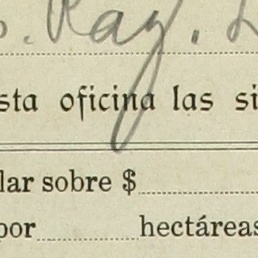 . Ray.
sta oficina las si
lar sobre $
por hectáreas